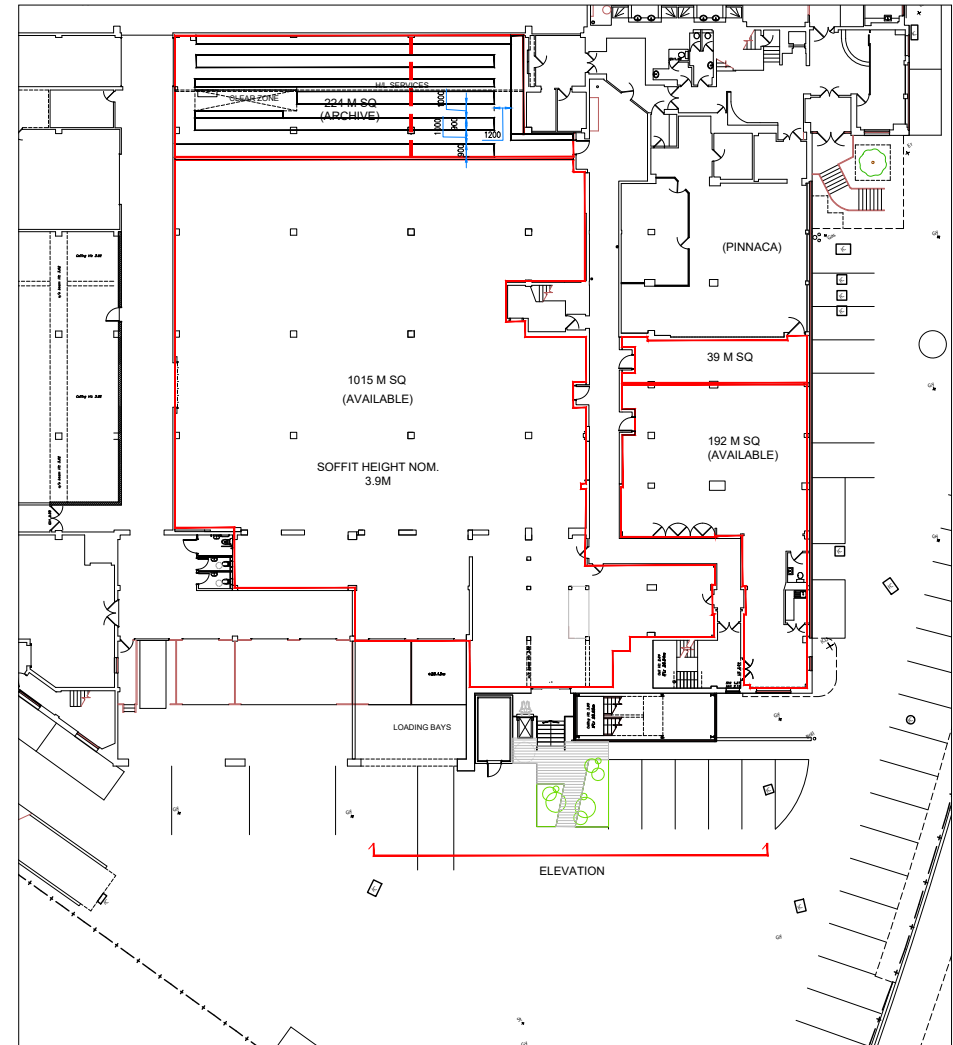 H/L SERVICES
CLEAR ZONE
224 M SQ
(ARCHIVE)
1000
1000
900
1200
900
(PINNACA)
39 M SQ
1015 M SQ
(AVAILABLE)
192 M SQ
(AVAILABLE)
SOFFIT HEIGHT NOM.
3.9M
LOADING BAYS
ELEVATION